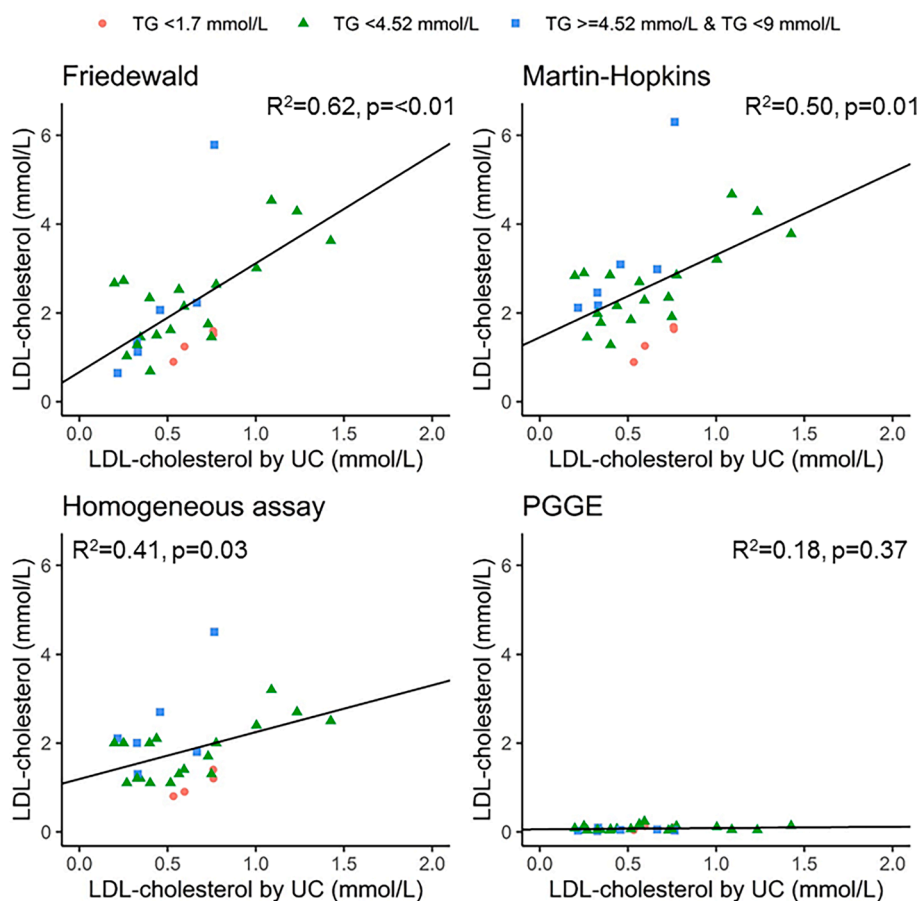 TG <1.7 mmo/L TG <4.52 mmo/L TG >=4.52 mmo/L & TG <9 mmo/L
Friedewald
R²=0.62, p=<0.01
LDL-cholesterol (mmol/L)
6
4
2
0
0.0 0.5 1.0 1.5 2.0
LDL-cholesterol by UC (mmol/L)
Martin-Hopkins
R²=0.50, p=0.01
LDL-cholesterol (mmol/L)
6
4
2
0
0.0 0.5 1.0 1.5 2.0
LDL-cholesterol by UC (mmol/L)
Homogeneous assay
R²=0.41, p=0.03
LDL-cholesterol (mmol/L)
6
4
2
0
0.0 0.5 1.0 1.5 2.0
LDL-cholesterol by UC (mmol/L)
PGGE
R²=0.18, p=0.37
LDL-cholesterol (mmol/L)
6
4
2
0
0.0 0.5 1.0 1.5 2.0
LDL-cholesterol by UC (mmol/L)